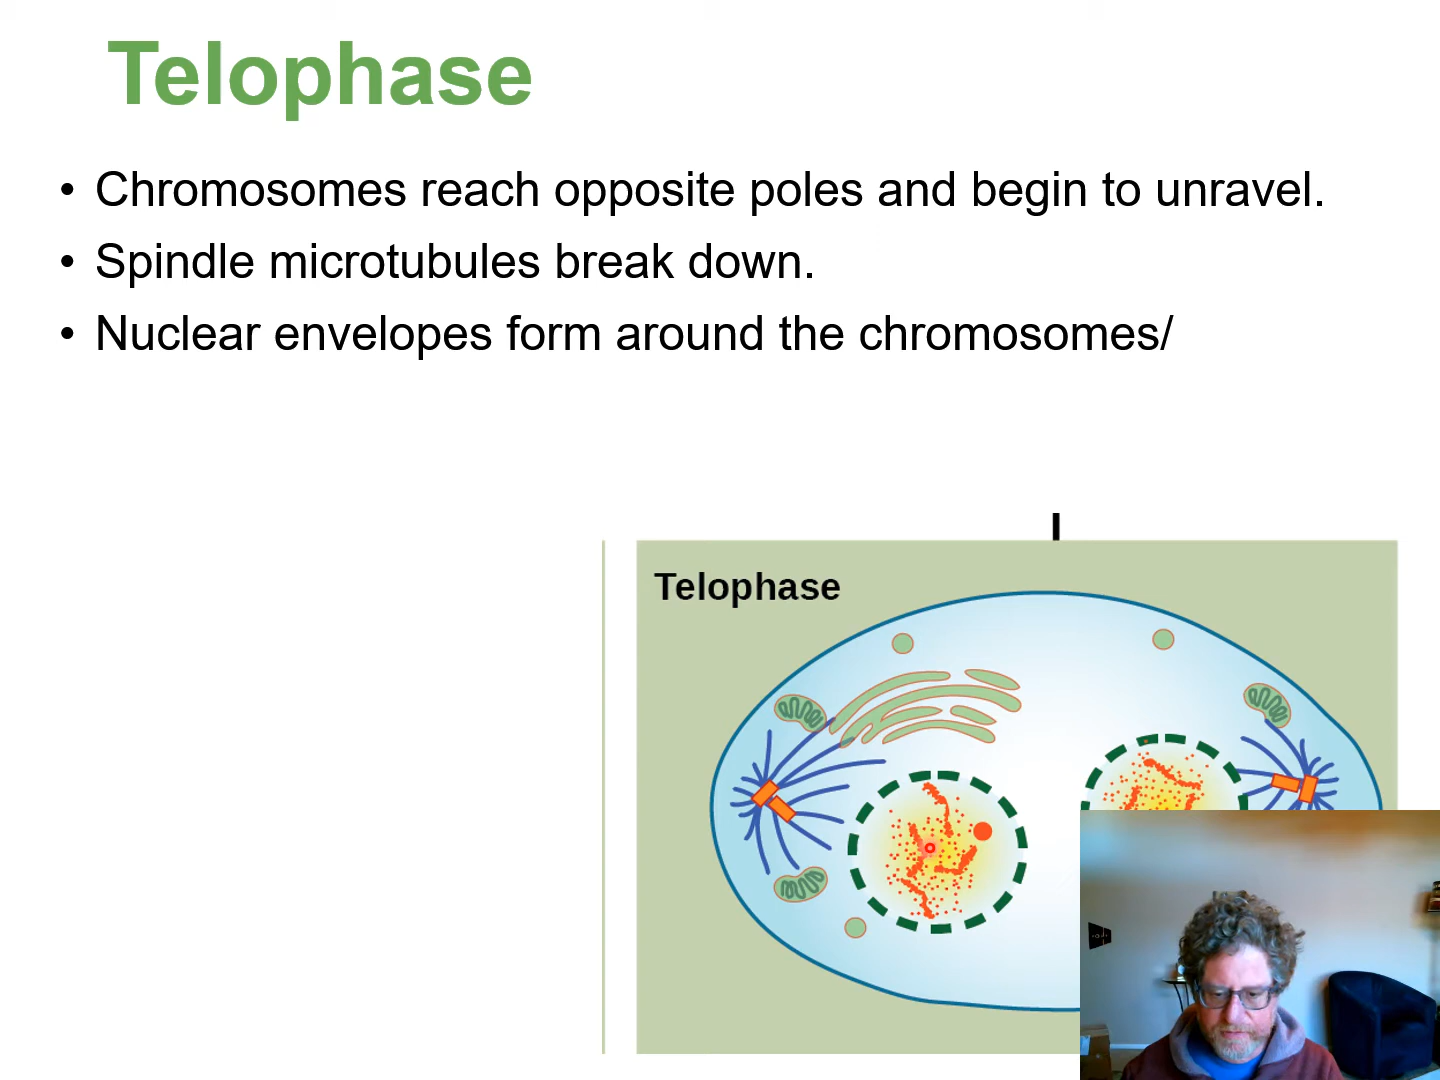 Telophase
• Chromosomes reach opposite poles and begin to unravel.
• Spindle microtubules break down.
• Nuclear envelopes form around the chromosomes/
Telophase